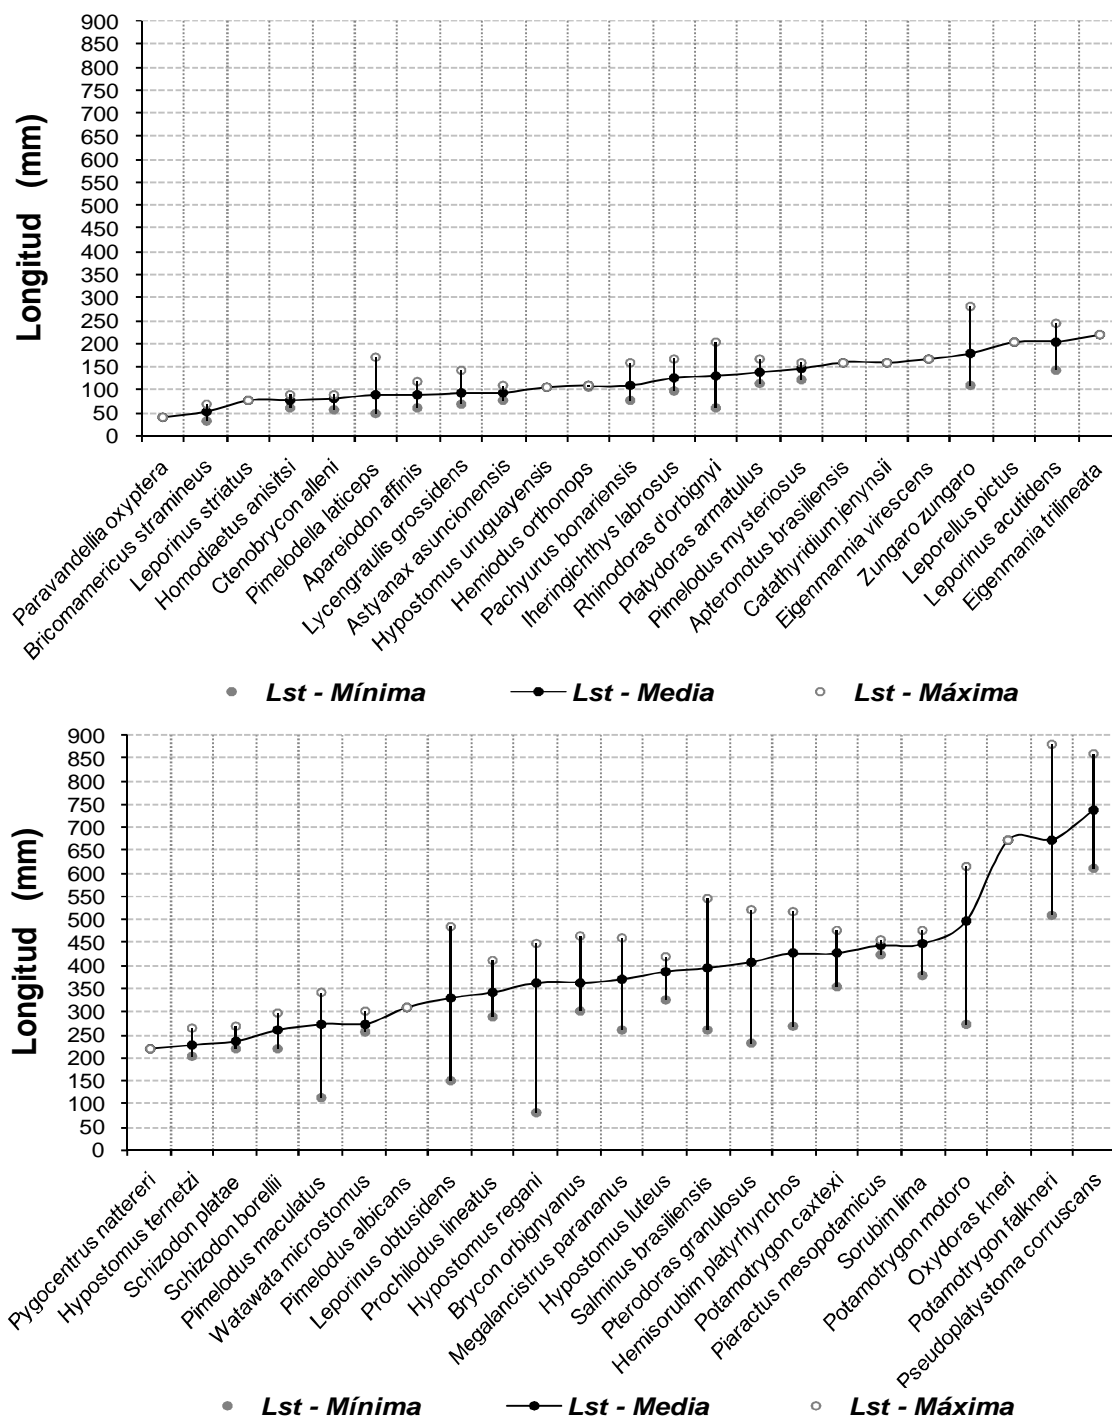 Longitud (mm)
900
850
800
750
700
650
600
550
500
450
400
350
300
250
200
150
100
50
0
Paravandellia oxyptera
Bricomamericus stramineus
Leporinus striatus
Homodiaetus anisitsi
Ctenobrycon alleni
Pimelodella laticeps
Apareiodon affinis
Lycengraulis grossidens
Astyanax asuncionensis
Hypostomus uruguayensis
Hemiodus orthonops
Pachyurus bonariensis
Iheringichthys labrosus
Rhinodoras d'orbignyi
Platydoras armatulus
Pimelodus mysteriosus
Apteronotus brasiliensis
Catathyridium jenynsii
Eigenmannia virescens
Zungaro zungaro
Leporellus pictus
Leporinus acutidens
Eigenmania trilineata
Lst - Mínima Lst - Media Lst - Máxima
Longitud (mm)
900
850
800
750
700
650
600
550
500
450
400
350
300
250
200
150
100
50
0
Pygocentrus nattereri
Hypostomus ternetzi
Schizodon platae
Schizodon borellii
Pimelodus maculatus
Watawata microstomus
Pimelodus albicans
Leporinus obtusidens
Prochilodus lineatus
Hypostomus regani
Brycon orbignyanus
Megalancistrus parananus
Hypostomus luteus
Salminus brasiliensis
Pterodoras granulosus
Hemisorubim platyrhynchos
Potamotrygon caxtexi
Piaractus mesopotamicus
Sorubim lima
Potamotrygon motoro
Oxydoras kneri
Potamotrygon falkneri
Pseudoplatystoma corruscans
Lst - Mínima Lst - Media Lst - Máxima